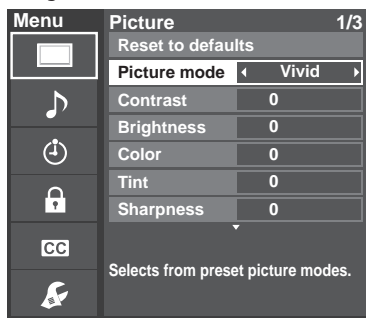 Menu
Picture 1/3
Reset to defaults
Picture mode Vivid
Contrast 0
Brightness 0
Color 0
Tint 0
Sharpness 0
CC
Selects from preset picture modes.